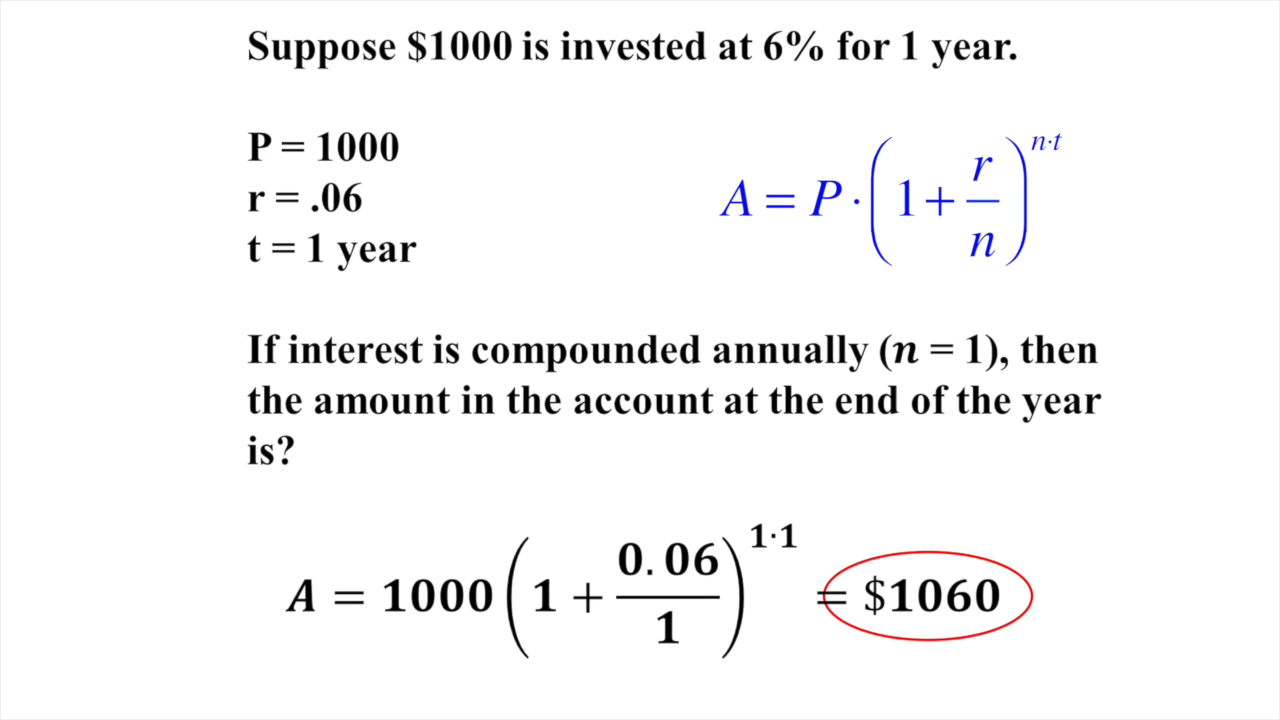 Suppose $1000 is invested at 6% for 1 year.
P = 1000
r = .06
t = 1 year
A = P · (1 + r/n)^(n·t)
If interest is compounded annually (n = 1), then
the amount in the account at the end of the year
is?
A = 1000 (1 + 0.06/1)^(1·1) = $1060